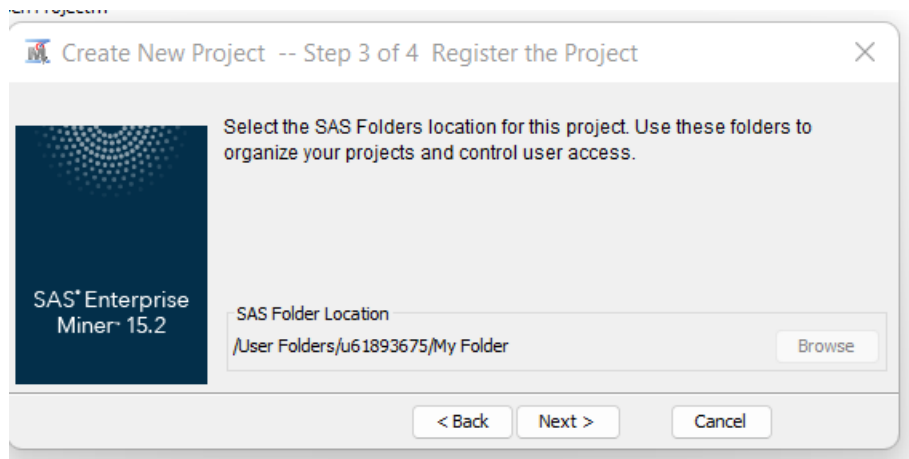 Create New Project -- Step 3 of 4 Register the Project
Select the SAS Folders location for this project. Use these folders to
organize your projects and control user access.
SAS® Enterprise
Miner™ 15.2
SAS Folder Location
/User Folders/u61893675/My Folder
Browse
< Back
Next >
Cancel